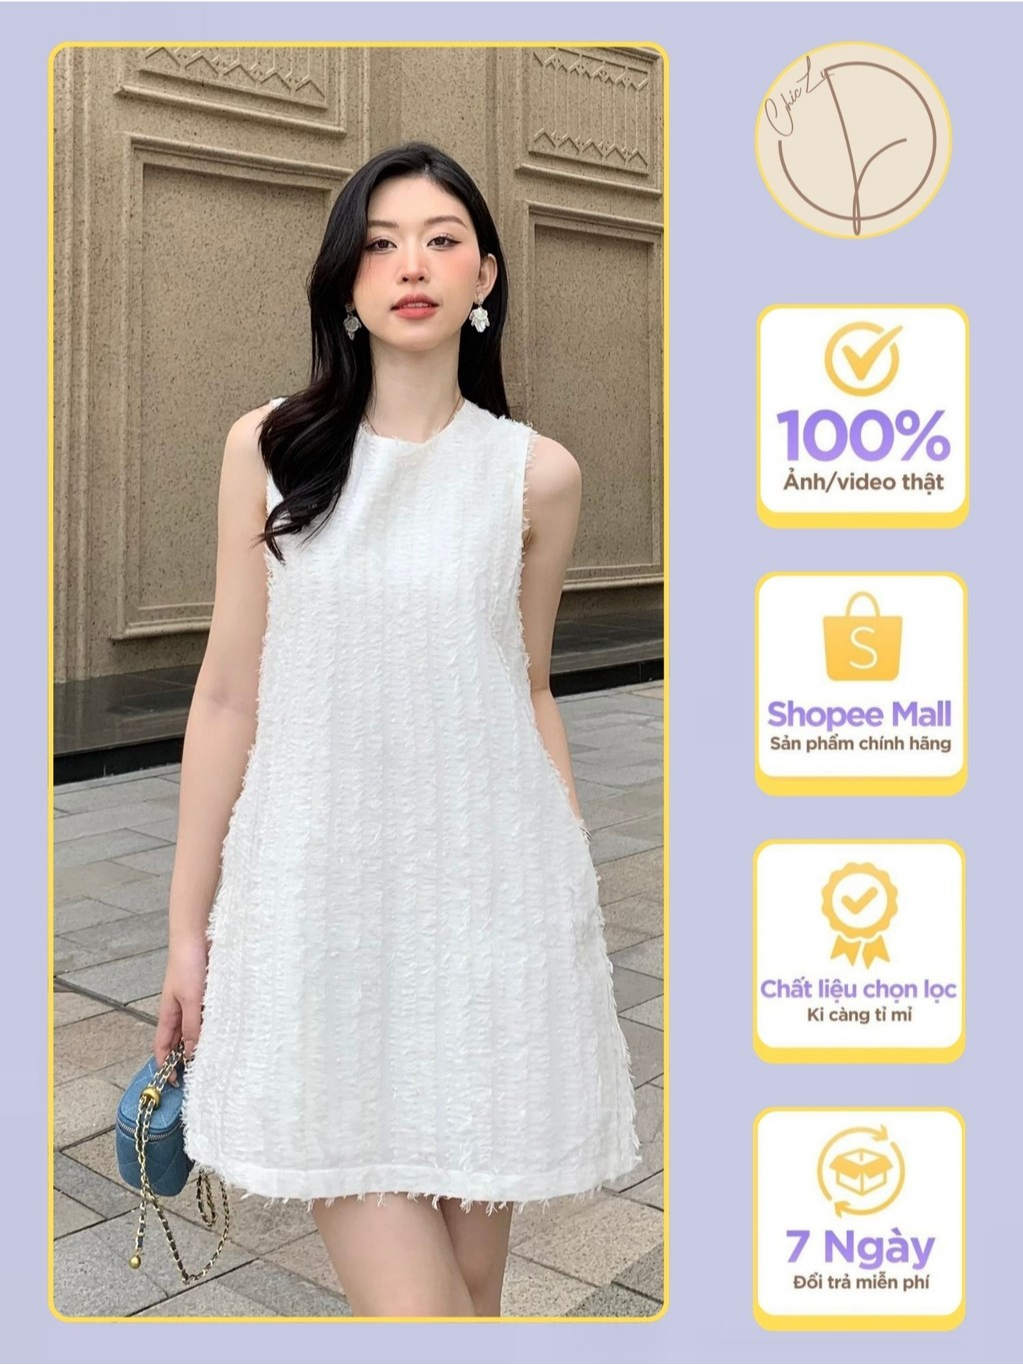 Chic Ly
100%
Ảnh/video thật
S
Shopee Mall
Sản phẩm chính hãng
Chất liệu chọn lọc
Kì càng tỉ mỉ
7 Ngày
Đổi trả miễn phí